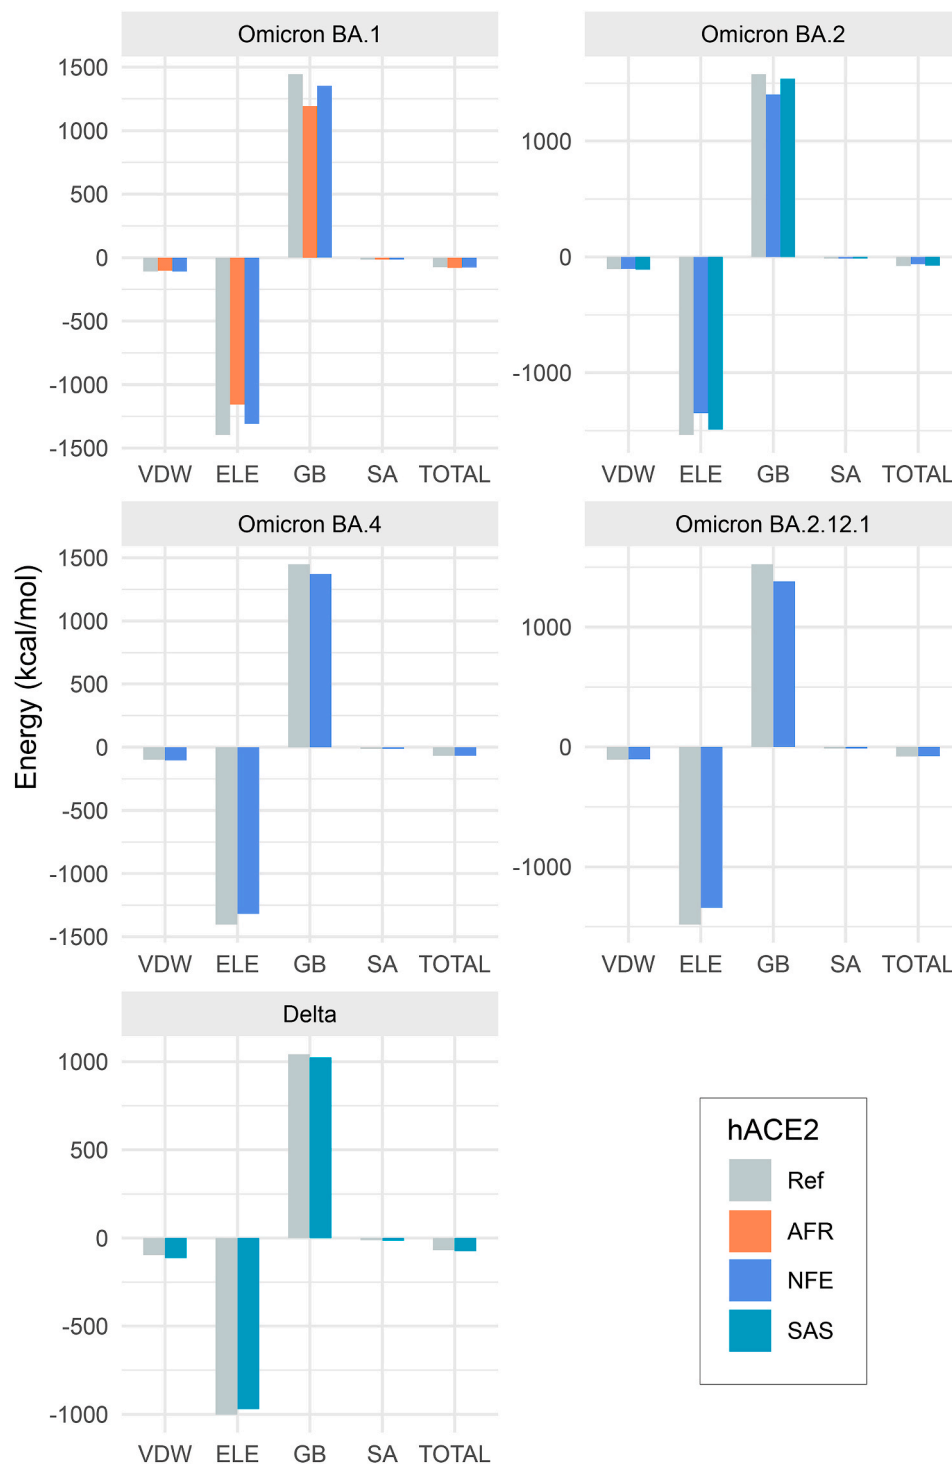 Omicron BA.1
1500
1000
500
0
-500
-1000
-1500
VDW ELE GB SA TOTAL
Omicron BA.2
1000
0
-1000
VDW ELE GB SA TOTAL
Energy (kcal/mol)
Omicron BA.4
1500
1000
500
0
-500
-1000
-1500
VDW ELE GB SA TOTAL
Omicron BA.2.12.1
1000
0
-1000
VDW ELE GB SA TOTAL
Delta
1000
500
0
-500
-1000
VDW ELE GB SA TOTAL
hACE2
Ref
AFR
NFE
SAS